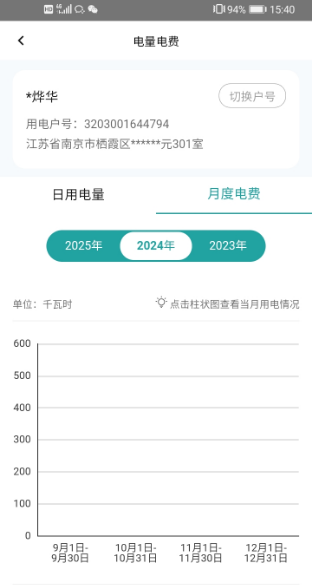 HD 4G 94% 15:40
电量电费
*烨华
切换户号
用电户号：3203001644794
江苏省南京市栖霞区******元301室
日用电量 月度电费
2025年 2024年 2023年
单位：千瓦时 点击柱状图查看当月用电情况
600
500
400
300
200
100
0
9月1日- 10月1日- 11月1日- 12月1日-
9月30日 10月31日 11月30日 12月31日